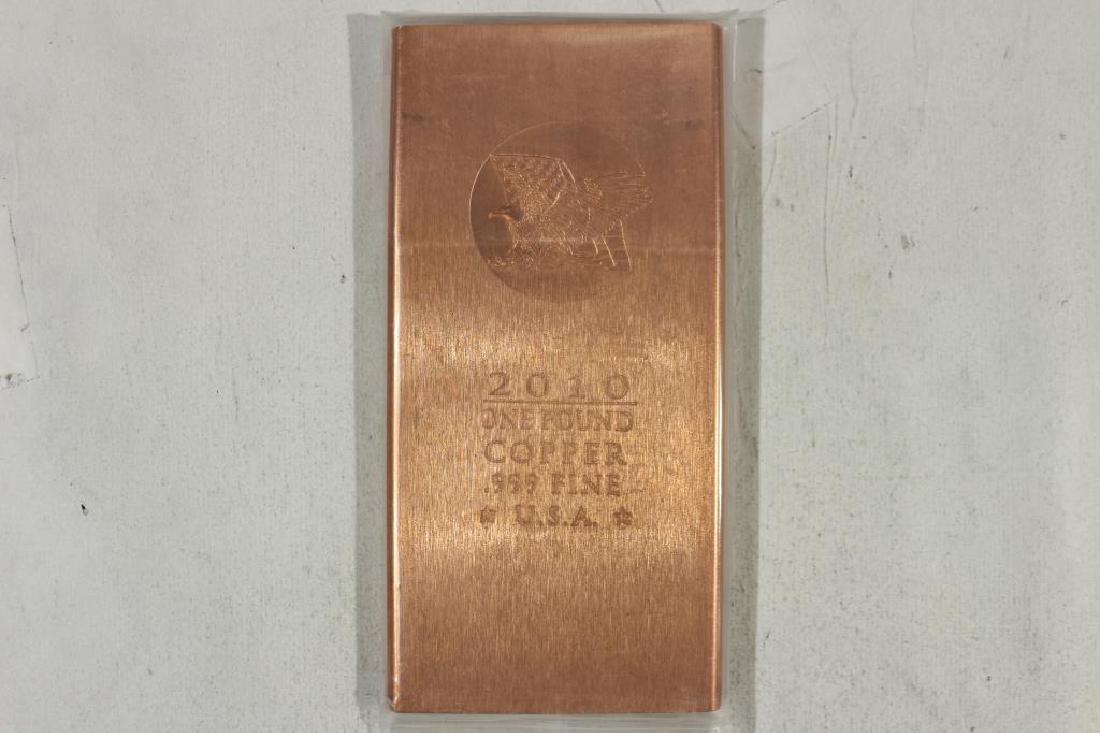 2010
ONE POUND
COPPER
.999 FINE
★ U.S.A. ★